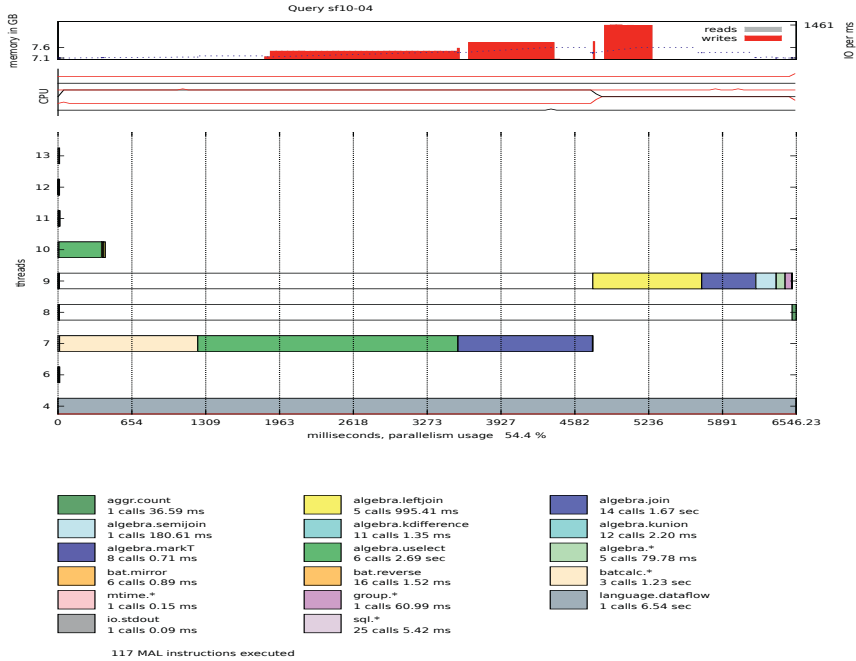 Query sf10-04
memory in GB
7.6
7.1
reads
writes
1461
IO per ms
CPU
threads
13
12
11
10
9
8
7
6
4
0 654 1309 1963 2618 3273 3927 4582 5236 5891 6546.23
milliseconds, parallelism usage 54.4 %
aggr.count
1 calls 36.59 ms
algebra.leftjoin
5 calls 995.41 ms
algebra.join
14 calls 1.67 sec
algebra.semijoin
1 calls 180.61 ms
algebra.kdifference
11 calls 1.35 ms
algebra.kunion
12 calls 2.20 ms
algebra.markT
8 calls 0.71 ms
algebra.uselect
6 calls 2.69 sec
algebra.*
5 calls 79.78 ms
bat.mirror
6 calls 0.89 ms
bat.reverse
16 calls 1.52 ms
batcalc.*
3 calls 1.23 sec
mtime.*
1 calls 0.15 ms
group.*
1 calls 60.99 ms
language.dataflow
1 calls 6.54 sec
io.stdout
1 calls 0.09 ms
sql.*
25 calls 5.42 ms
117 MAL instructions executed